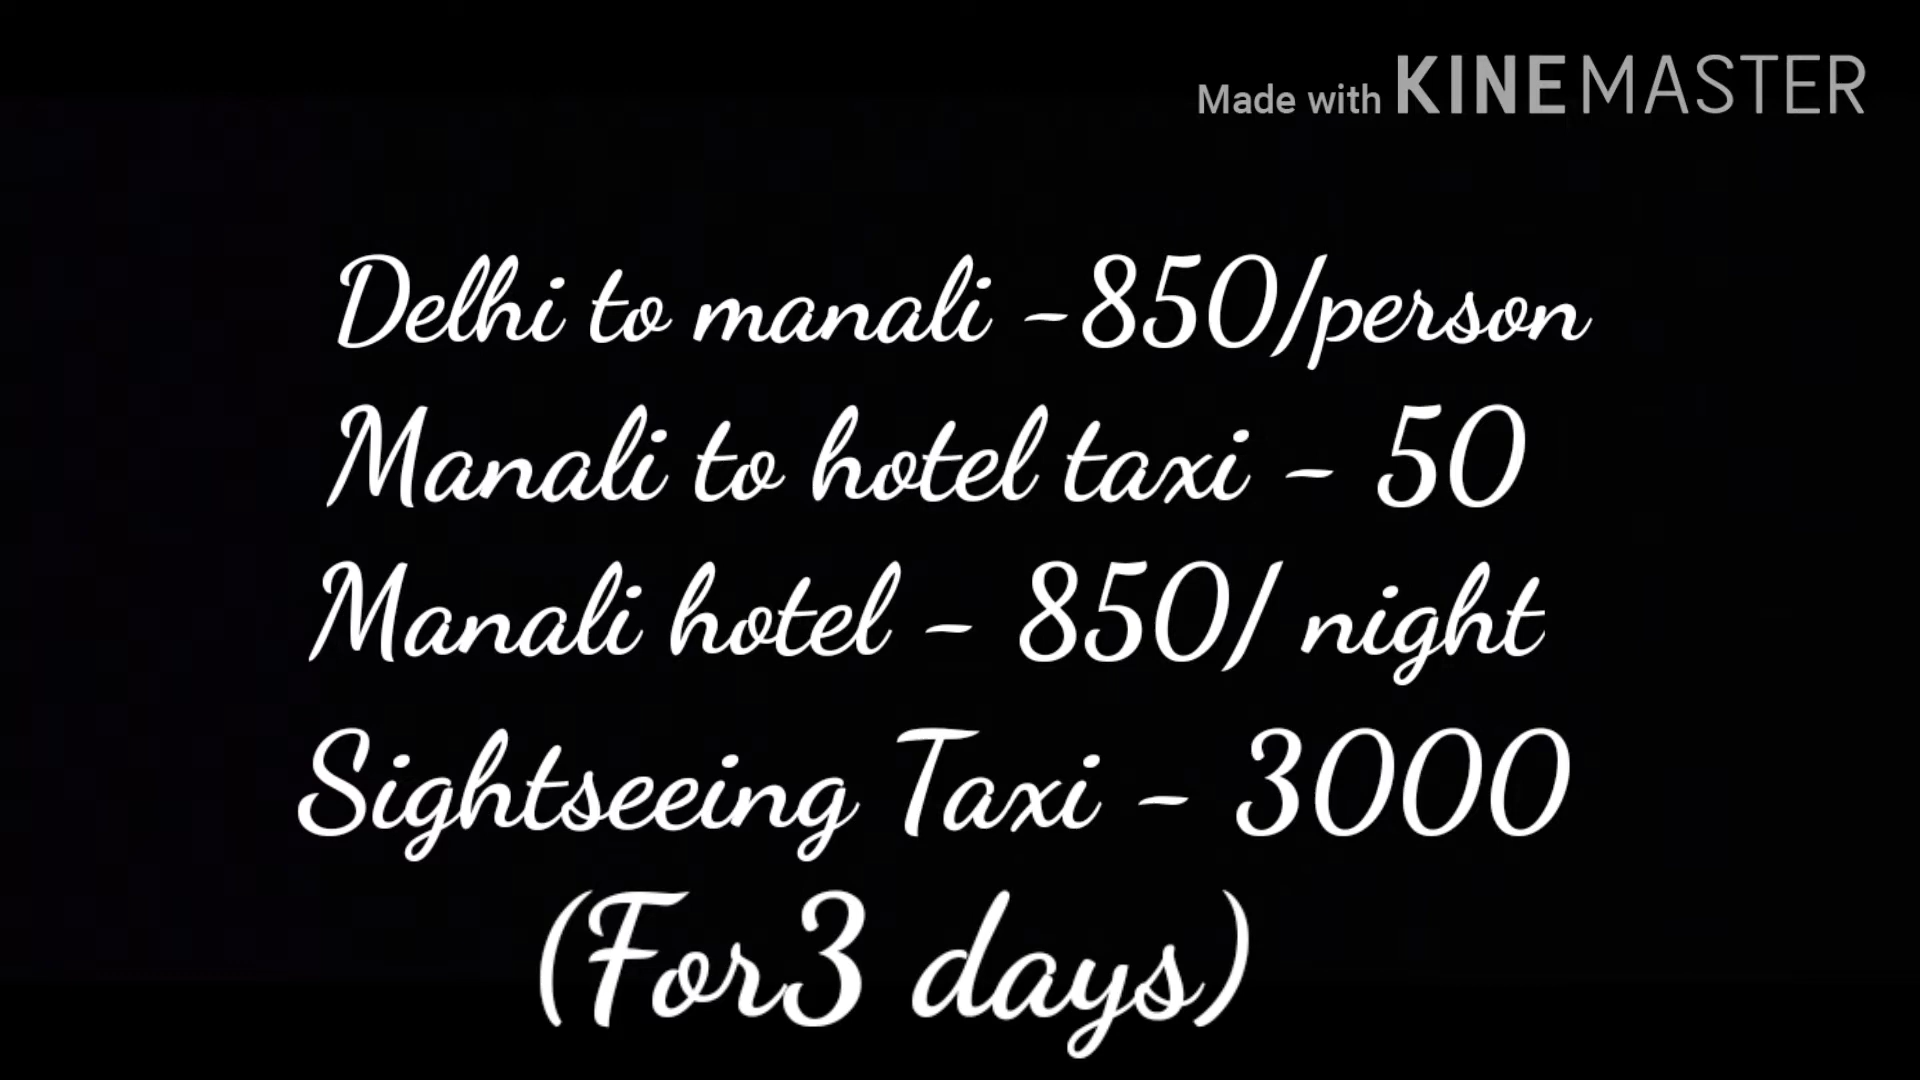 Made with KINEMASTER
Delhi to manali -850/person
Manali to hotel taxi - 50
Manali hotel - 850/ night
Sightseeing Taxi - 3000
(For3 days)